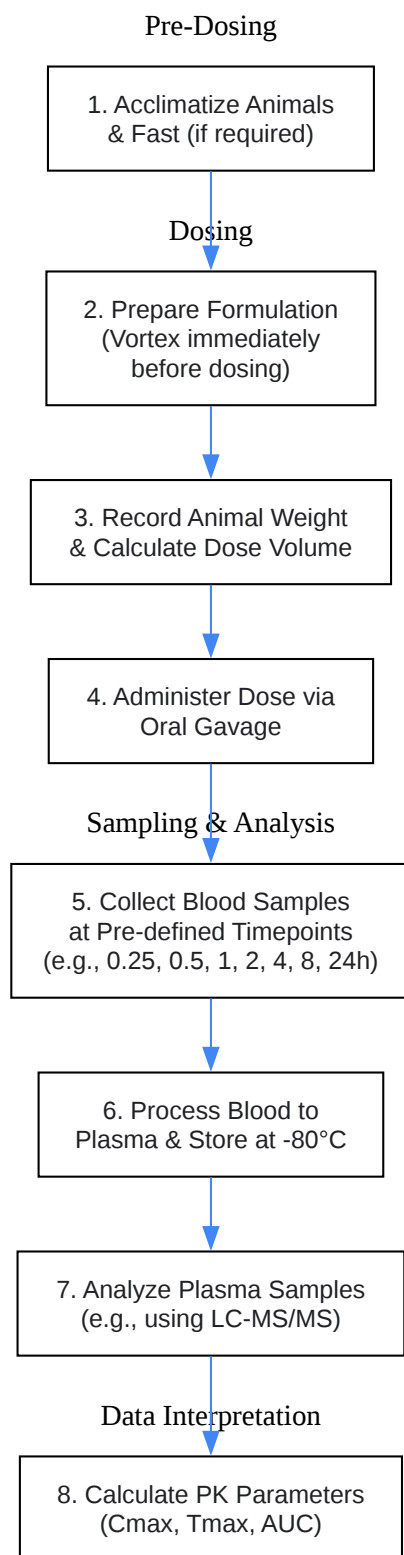 Pre-Dosing
1. Acclimatize Animals
& Fast (if required)
Dosing
2. Prepare Formulation
(Vortex immediately
before dosing)
3. Record Animal Weight
& Calculate Dose Volume
4. Administer Dose via
Oral Gavage
Sampling & Analysis
5. Collect Blood Samples
at Pre-defined Timepoints
(e.g., 0.25, 0.5, 1, 2, 4, 8, 24h)
6. Process Blood to
Plasma & Store at -80°C
7. Analyze Plasma Samples
(e.g., using LC-MS/MS)
Data Interpretation
8. Calculate PK Parameters
(Cmax, Tmax, AUC)